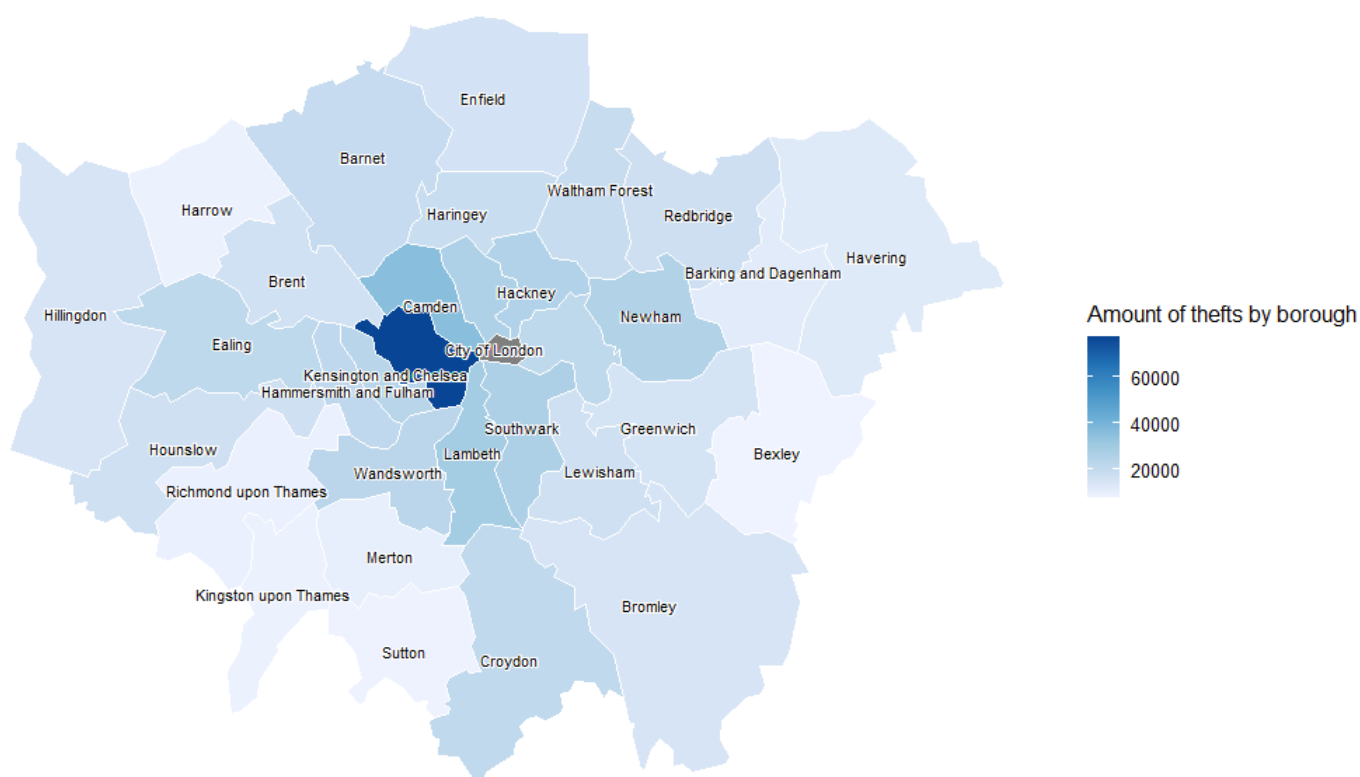 Enfield
Barnet
Waltham Forest
Harrow
Haringey
Redbridge
Havering
Barking and Dagenham
Brent
Hackney
Camden
Hillingdon
Newham
Ealing
City of London
Kensington and Chelsea
Hammersmith and Fulham
Southwark
Greenwich
Hounslow
Lambeth
Bexley
Wandsworth
Lewisham
Richmond upon Thames
Merton
Kingston upon Thames
Bromley
Sutton
Croydon
Amount of thefts by borough
60000
40000
20000